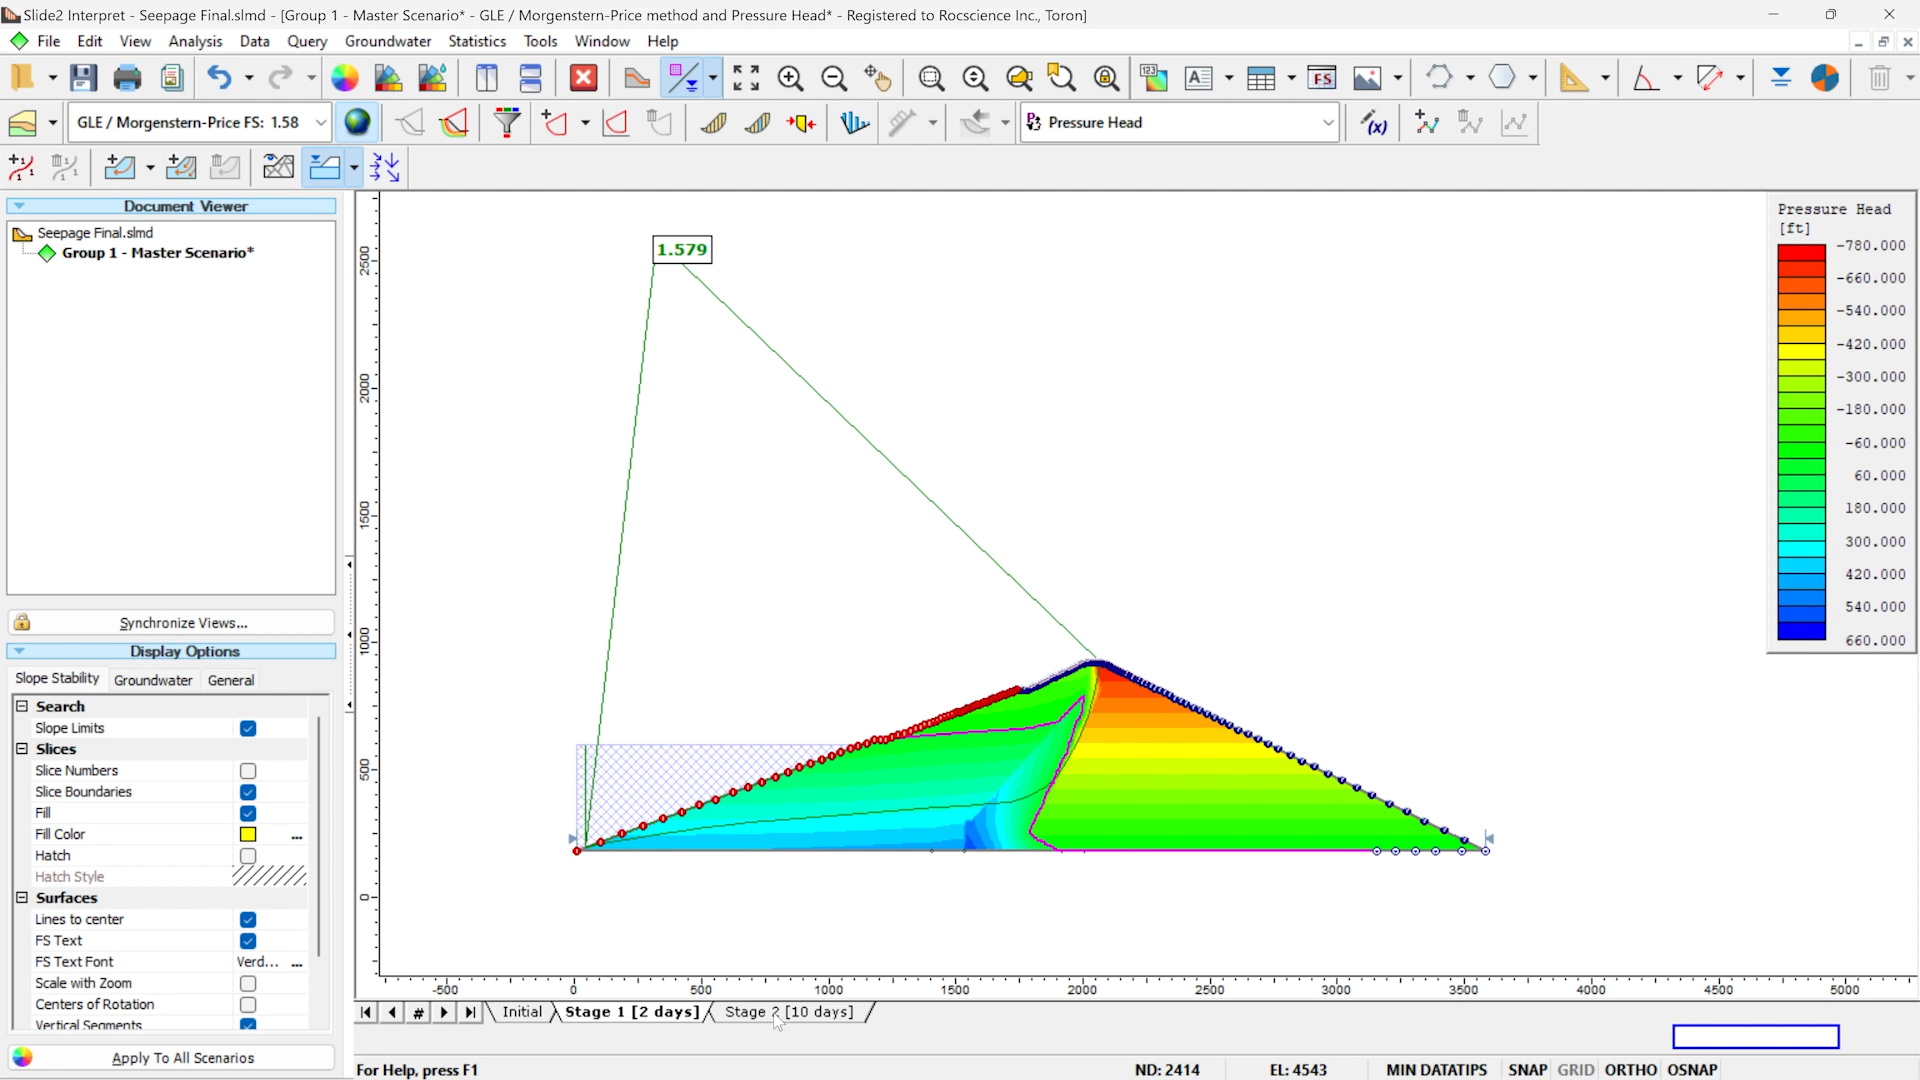 Slide2 Interpret - Seepage Final.slmd - [Group 1 - Master Scenario* - GLE / Morgenstern-Price method and Pressure Head* - Registered to Rocscience Inc., Toron]
File Edit View Analysis Data Query Groundwater Statistics Tools Window Help
GLE / Morgenstern-Price FS: 1.58
Pressure Head
Document Viewer
Seepage Final.slmd
Group 1 - Master Scenario*
Synchronize Views...
Display Options
Slope Stability Groundwater General
Search
Slope Limits
Slices
Slice Numbers
Slice Boundaries
Fill
Fill Color ...
Hatch
Hatch Style
Surfaces
Lines to center
FS Text
FS Text Font Verd... ...
Scale with Zoom
Centers of Rotation
Vertical Segments
Apply To All Scenarios
1.579
2500
2000
1500
1000
500
0
-500 0 500 1000 1500 2000 2500 3000 3500 4000 4500 5000
Pressure Head
[ft]
-780.000
-660.000
-540.000
-420.000
-300.000
-180.000
-60.000
60.000
180.000
300.000
420.000
540.000
660.000
# Initial Stage 1 [2 days] Stage 2 [10 days]
For Help, press F1 ND: 2414 EL: 4543 MIN DATATIPS SNAP GRID ORTHO OSNAP